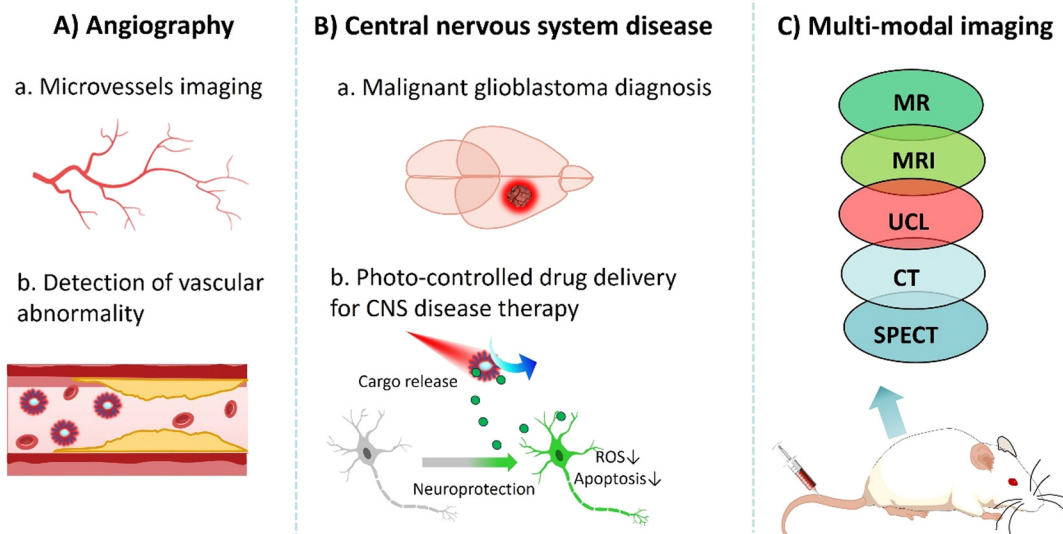 A) Angiography
a. Microvessels imaging
b. Detection of vascular
abnormality
B) Central nervous system disease
a. Malignant glioblastoma diagnosis
b. Photo-controlled drug delivery
for CNS disease therapy
Cargo release
Neuroprotection
ROS↓
Apoptosis↓
C) Multi-modal imaging
MR
MRI
UCL
CT
SPECT